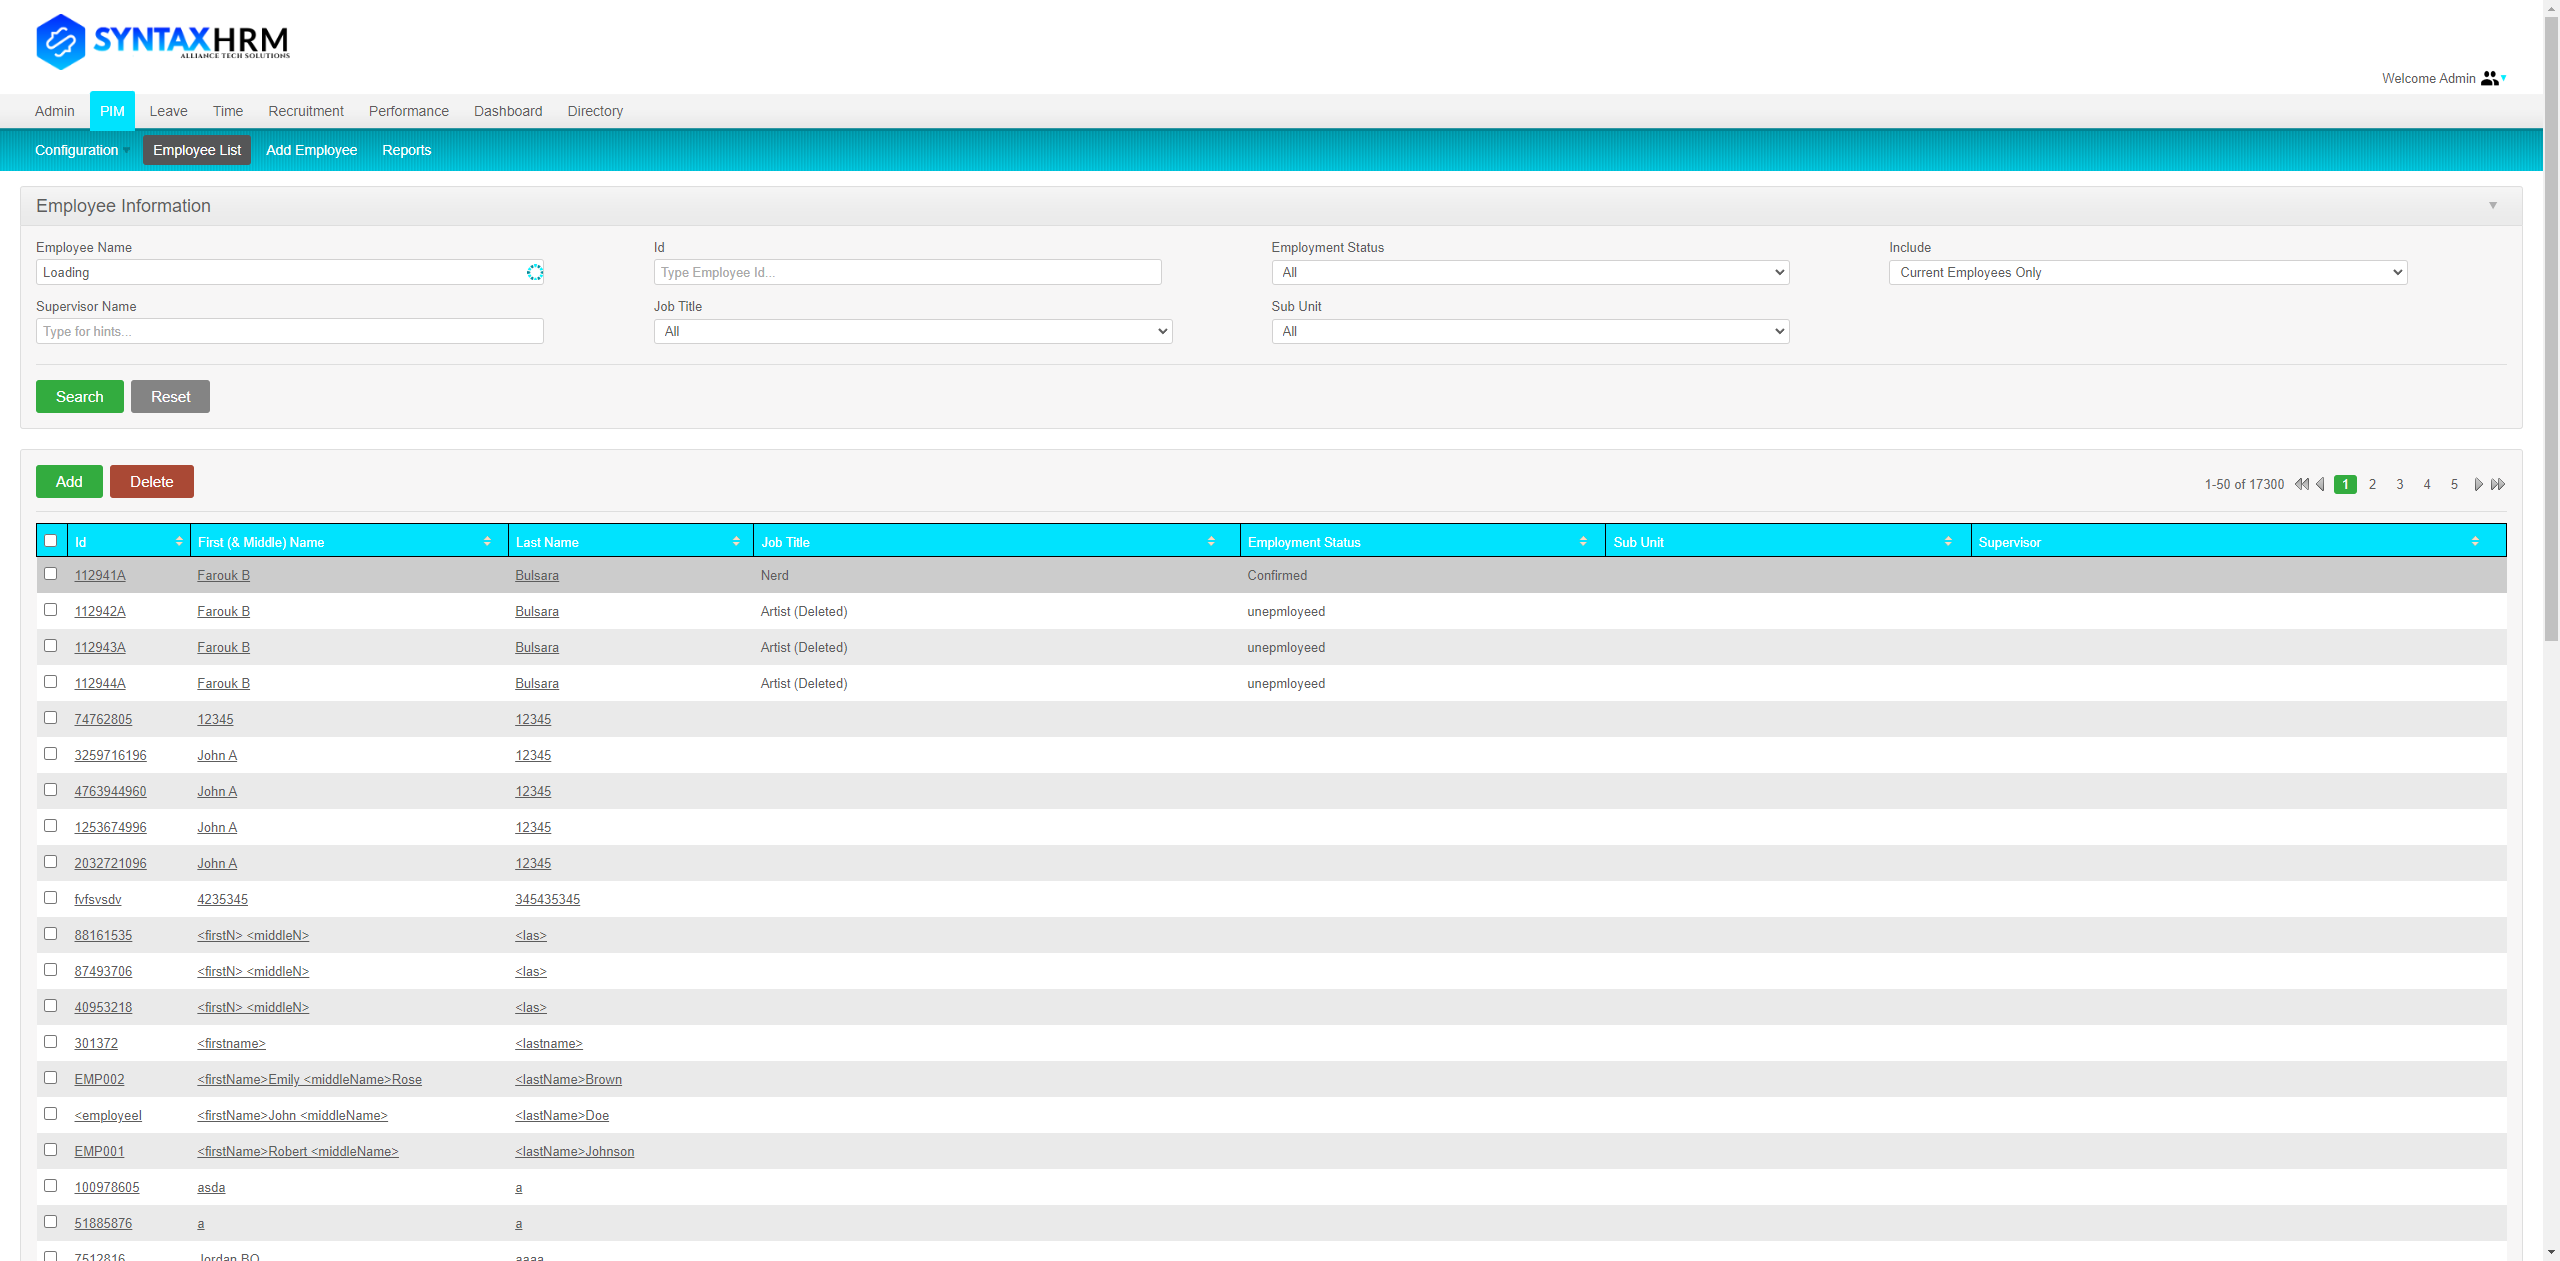 SYNTAXHRM
ALLIANCE TECH SOLUTIONS
Welcome Admin
Admin PIM Leave Time Recruitment Performance Dashboard Directory
Configuration Employee List Add Employee Reports
Employee Information
Employee Name Id Employment Status Include
Loading Type Employee Id... All Current Employees Only
Supervisor Name Job Title Sub Unit
Type for hints... All All
Search Reset
Add Delete 1-50 of 17300 1 2 3 4 5
Id First (& Middle) Name Last Name Job Title Employment Status Sub Unit Supervisor
112941A Farouk B Bulsara Nerd Confirmed
112942A Farouk B Bulsara Artist (Deleted) unepmloyeed
112943A Farouk B Bulsara Artist (Deleted) unepmloyeed
112944A Farouk B Bulsara Artist (Deleted) unepmloyeed
74762805 12345 12345
3259716196 John A 12345
4763944960 John A 12345
1253674996 John A 12345
2032721096 John A 12345
fvfsvsdv 4235345 345435345
88161535 <firstN> <middleN> <las>
87493706 <firstN> <middleN> <las>
40953218 <firstN> <middleN> <las>
301372 <firstname> <lastname>
EMP002 <firstName>Emily <middleName>Rose <lastName>Brown
<employeeI <firstName>John <middleName> <lastName>Doe
EMP001 <firstName>Robert <middleName> <lastName>Johnson
100978605 asda a
51885876 a a
7512816 Jordan BO aaaa